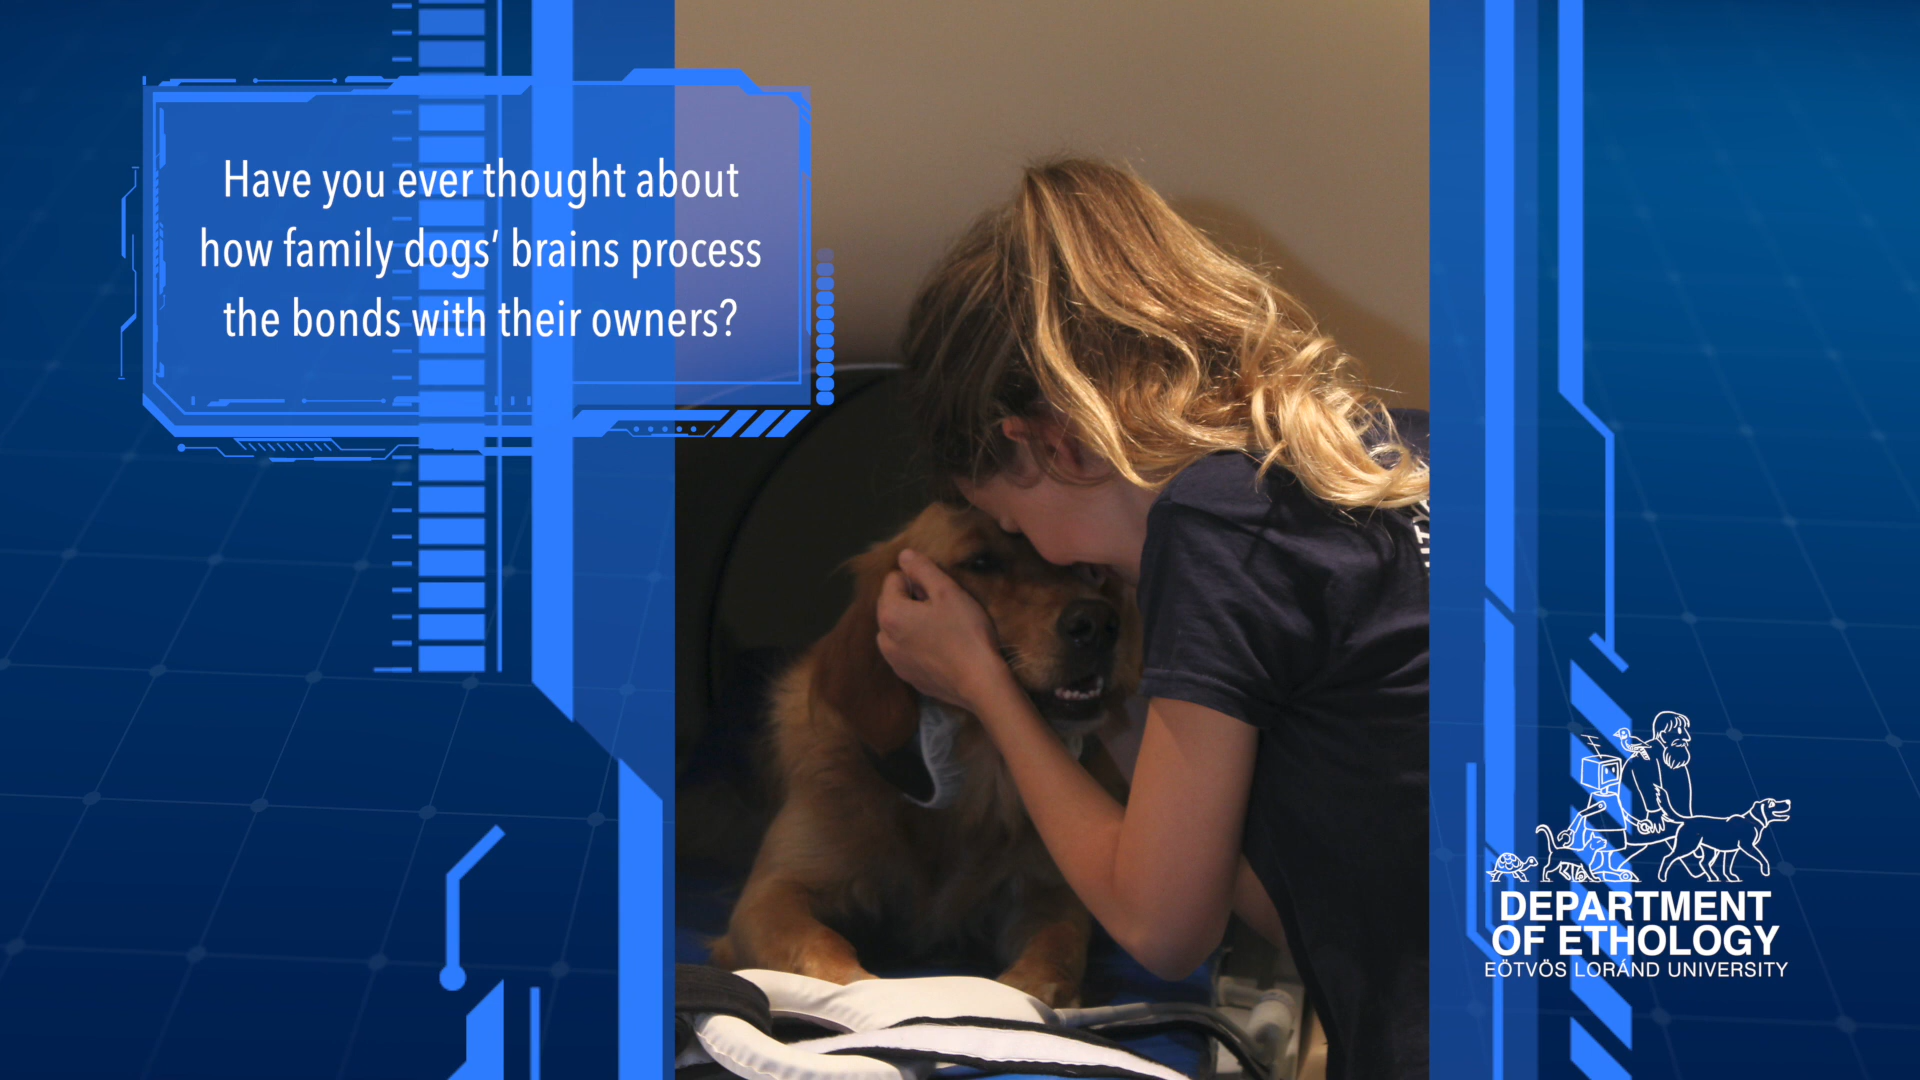 Have you ever thought about
how family dogs’ brains process
the bonds with their owners?
DEPARTMENT
OF ETHOLOGY
EÖTVÖS LORÁND UNIVERSITY